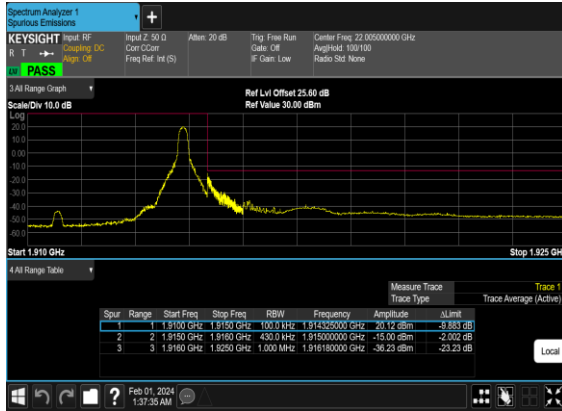 Spectrum Analyzer 1
Spurious Emissions
KEYSIGHT Input: RF Input Z: 50 Ω Atten: 20 dB Trig: Free Run Center Freq: 22.005000000 GHz
R T Coupling: DC Corr CCorr Gate: Off Avg|Hold: 100/100
Align: Off Freq Ref: Int (S) IF Gain: Low Radio Std: None
PASS
3 All Range Graph Ref Lvl Offset 25.60 dB
Scale/Div 10.0 dB Ref Value 30.00 dBm
Log
20.0
10.0
0.00
-10.0
-20.0
-30.0
-40.0
-50.0
-60.0
Start 1.910 GHz Stop 1.925 GH
4 All Range Table
Measure Trace Trace 1
Trace Type Trace Average (Active)
Spur Range Start Freq Stop Freq RBW Frequency Amplitude ΔLimit
1 1 1.9100 GHz 1.9150 GHz 100.0 kHz 1.914325000 GHz 20.12 dBm -9.883 dB
2 2 1.9150 GHz 1.9160 GHz 430.0 kHz 1.915000000 GHz -15.00 dBm -2.002 dB
3 3 1.9160 GHz 1.9250 GHz 1.000 MHz 1.916180000 GHz -36.23 dBm -23.23 dB
Local
? Feb 01, 2024
1:37:35 AM